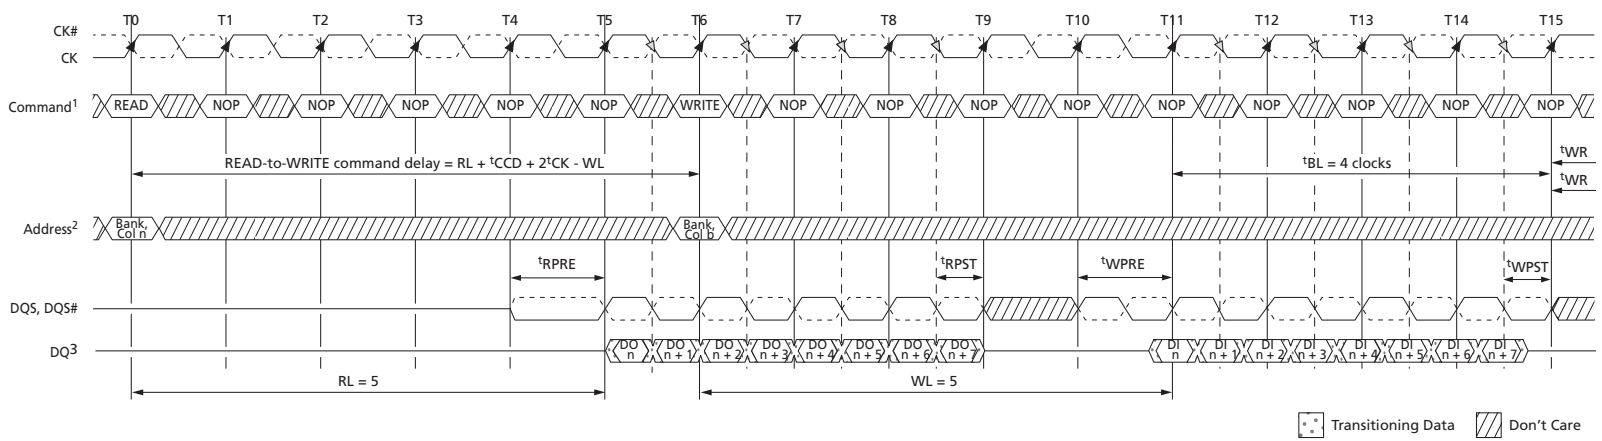 T0 T1 T2 T3 T4 T5 T6 T7 T8 T9 T10 T11 T12 T13 T14 T15
CK#
CK
Command1 READ NOP NOP NOP NOP NOP WRITE NOP NOP NOP NOP NOP NOP NOP NOP NOP
READ-to-WRITE command delay = RL + tCCD + 2tCK - WL
tBL = 4 clocks
tWR
tWR
Address2
Bank, Col n
Bank, Col b
tRPRE tRPST tWPRE tWPST
DQS, DQS#
DQ3
DO n
DO n + 1
DO n + 2
DO n + 3
DO n + 4
DO n + 5
DO n + 6
DO n + 7
DI n
DI n + 1
DI n + 2
DI n + 3
DI n + 4
DI n + 5
DI n + 6
DI n + 7
RL = 5 WL = 5
Transitioning Data Don't Care